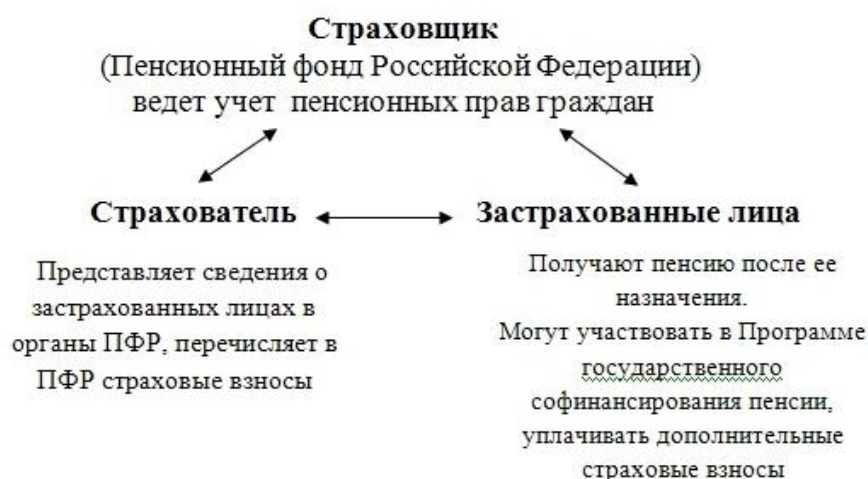 Страховщик
(Пенсионный фонд Российской Федерации)
ведет учет пенсионных прав граждан
Страхователь
Застрахованные лица
Представляет сведения о
застрахованных лицах в
органы ПФР, перечисляет в
ПФР страховые взносы
Получают пенсию после ее
назначения.
Могут участвовать в Программе
государственного
софинансирования пенсии,
уплачивать дополнительные
страховые взносы